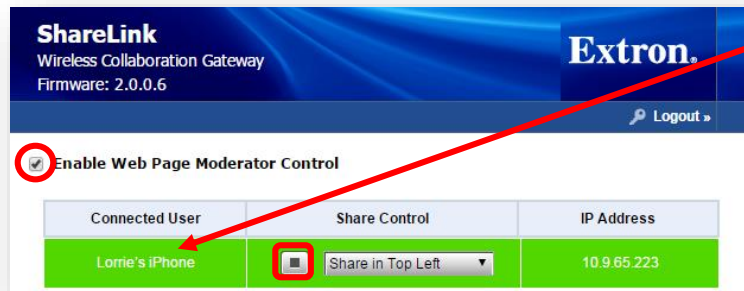 ShareLink
Wireless Collaboration Gateway
Firmware: 2.0.0.6
Extron®
Logout »
Enable Web Page Moderator Control
Connected User Share Control IP Address
Lorrie's iPhone Share in Top Left 10.9.65.223